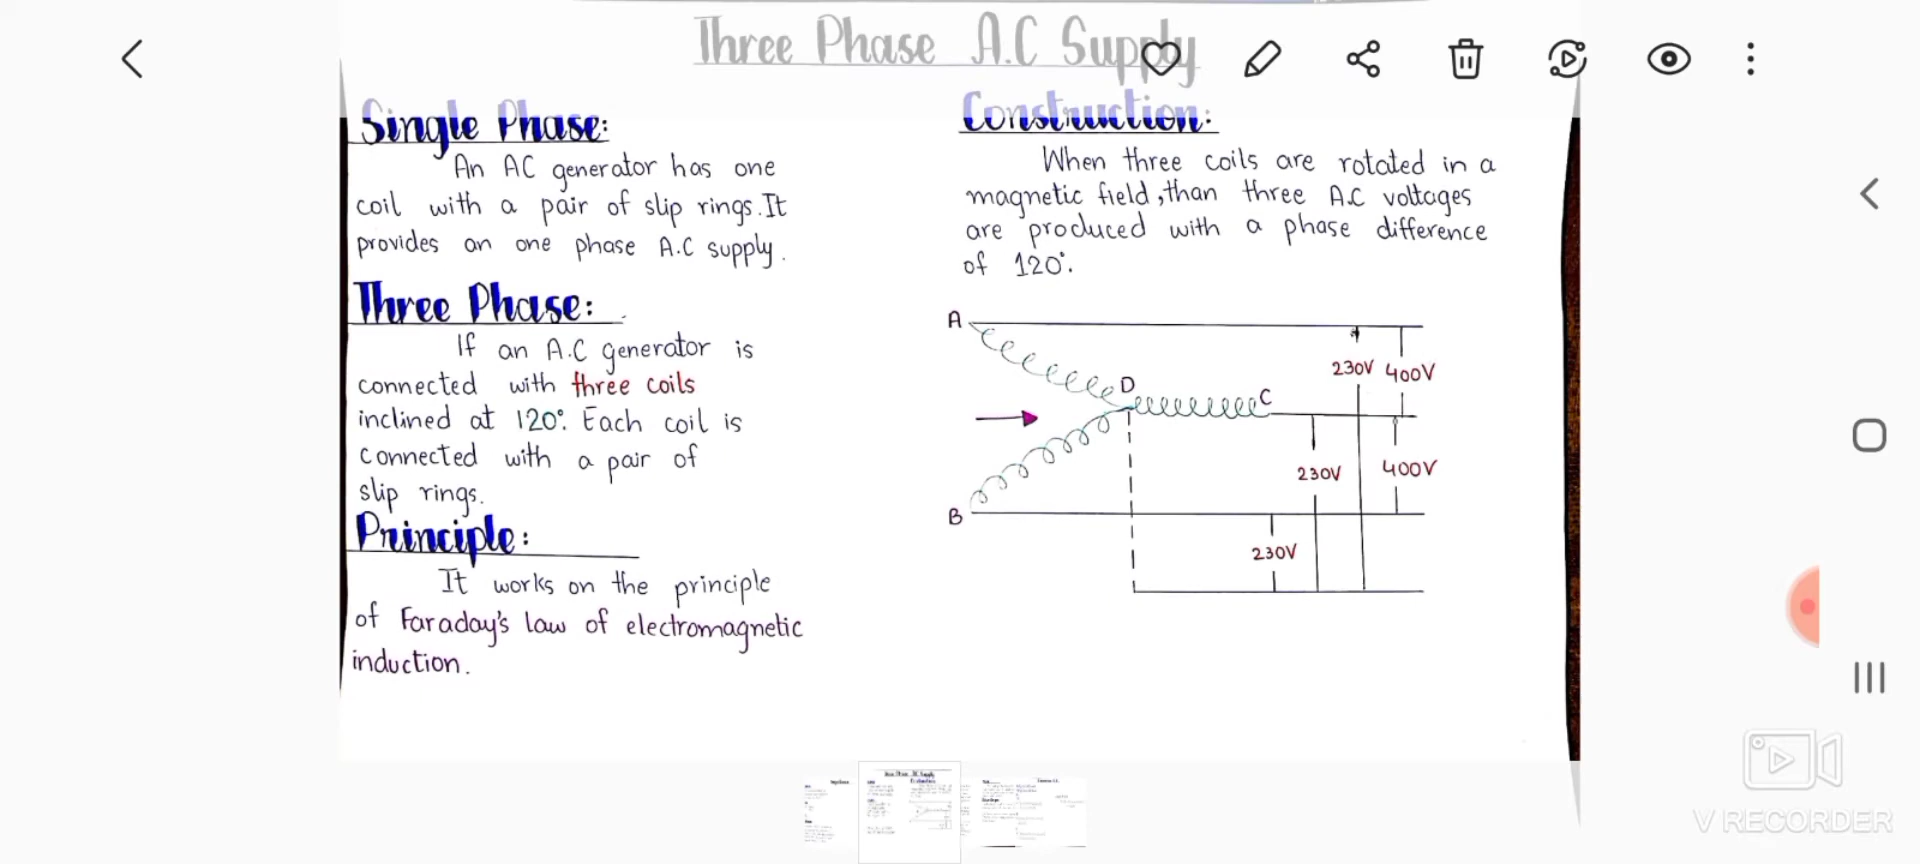 Three Phase A.C Supply
Single Phase:
An AC generator has one
coil with a pair of slip rings. It
provides an one phase A.C supply.
Three Phase:
If an A.C generator is
connected with three coils
inclined at 120°. Each coil is
connected with a pair of
slip rings.
Principle:
It works on the principle
of Faraday's law of electromagnetic
induction.
Construction:
When three coils are rotated in a
magnetic field, than three A.C voltages
are produced with a phase difference
of 120°.
A
230V 400V
D
C
230V
400V
B
230V
V RECORDER